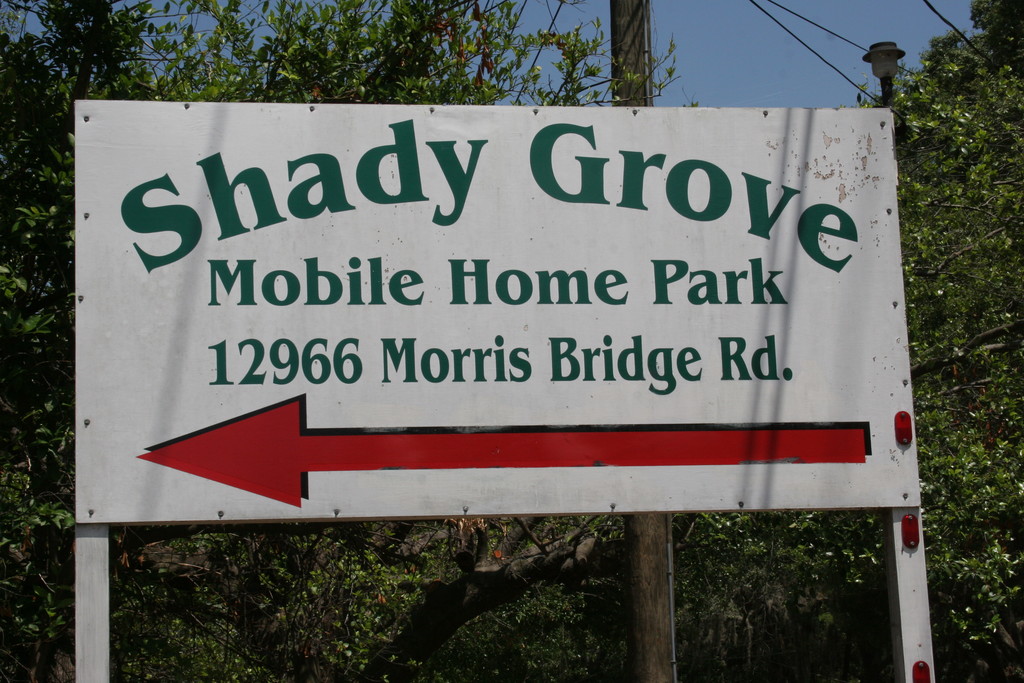 Shady Grove
Mobile Home Park
12966 Morris Bridge Rd.